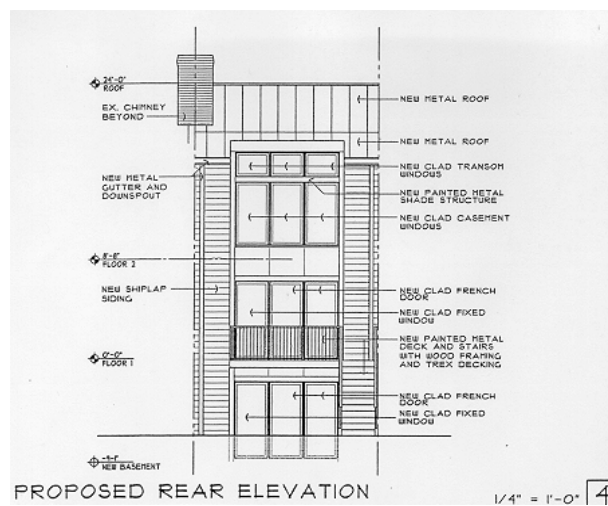 24'-0"
ROOF
EX. CHIMNEY
BEYOND
NEW METAL ROOF
NEW METAL ROOF
NEW METAL
GUTTER AND
DOWNSPOUT
NEW CLAD TRANSOM
WINDOWS
NEW PAINTED METAL
SHADE STRUCTURE
NEW CLAD CASEMENT
WINDOWS
FLOOR 2
NEW SHIPLAP
SIDING
NEW CLAD FRENCH
DOOR
NEW CLAD FIXED
WINDOW
NEW PAINTED METAL
DECK AND STAIRS
WITH WOOD FRAMING
AND TREX DECKING
0'-0"
FLOOR 1
NEW CLAD FRENCH
DOOR
NEW CLAD FIXED
WINDOW
NEW BASEMENT
PROPOSED REAR ELEVATION
1/4" = 1'-0"
4